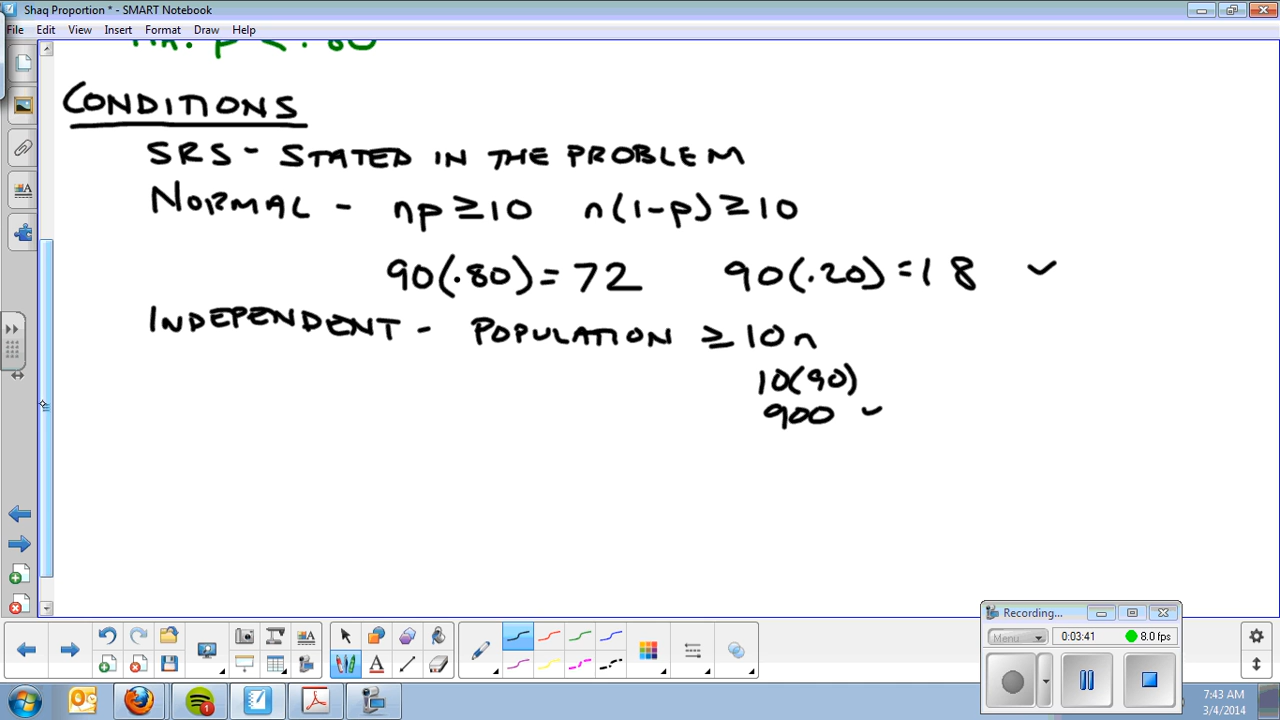 Shaq Proportion * - SMART Notebook
File Edit View Insert Format Draw Help
CONDITIONS
SRS - STATED IN THE PROBLEM
NORMAL - np ≥ 10 n(1-p) ≥ 10
90(.80) = 72 90(.20) = 18 ✓
INDEPENDENT - POPULATION ≥ 10n
10(90)
900 ✓
Recording...
Menu 0:03:41 8.0 fps
7:43 AM
3/4/2014